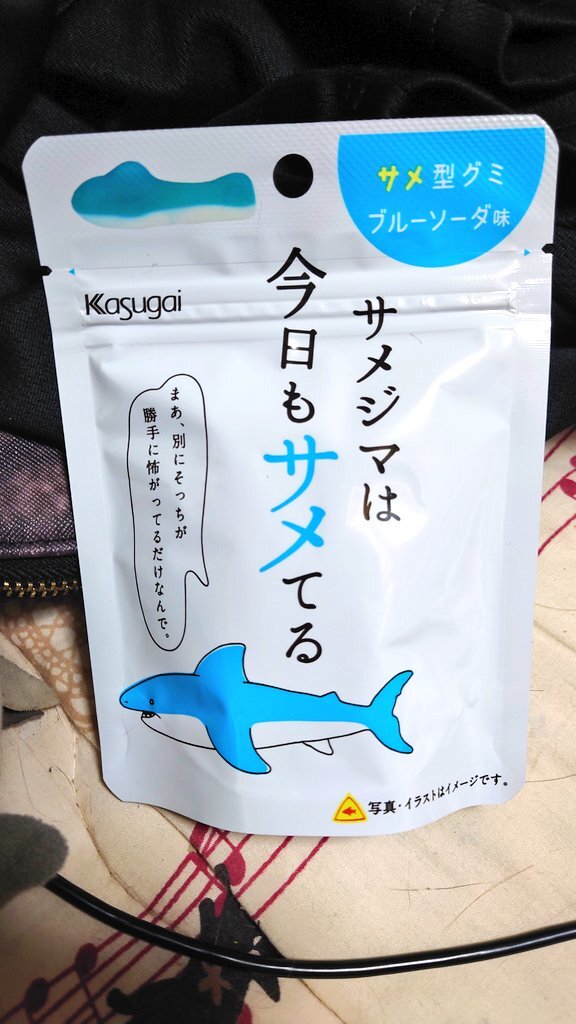 サメ型グミ
ブルーソーダ味
Kasugai
サメジマは
今日もサメてる
まあ、別にそっちが
勝手に怖がってるだけなんで。
写真・イラストはイメージです。